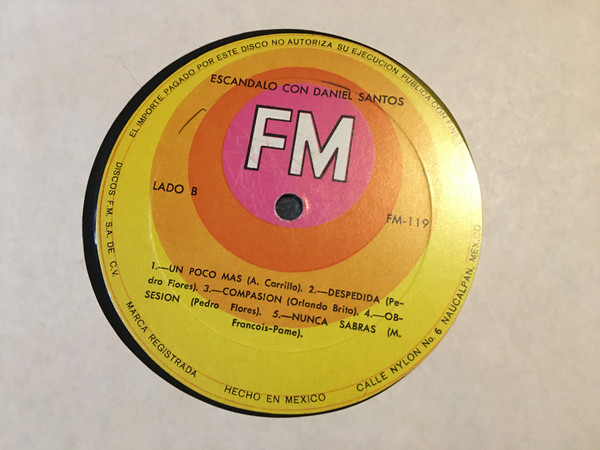 EL IMPORTE PAGADO POR ESTE DISCO NO AUTORIZA SU EJECUCION PUBLICA CON FINES
ESCANDALO CON DANIEL SANTOS
FM
LADO B
FM-119
1.—UN POCO MAS (A. Carrillo). 2.—DESPEDIDA (Pe-
dro Flores). 3.—COMPASION (Orlando Brito). 4.—OB-
SESION (Pedro Flores). 5.—NUNCA SABRAS (M.
Francois-Pame).
DISCOS F.M. S.A. DE C.V.
MARCA REGISTRADA
HECHO EN MEXICO
CALLE NYLON No. 6 NAUCALPAN, MEXICO